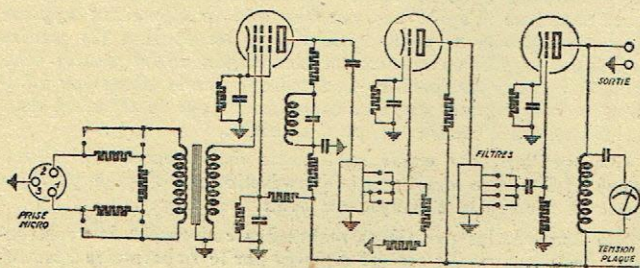 PRISE
MICRO
FILTRES
SORTIE
TENSION
PLAQUE